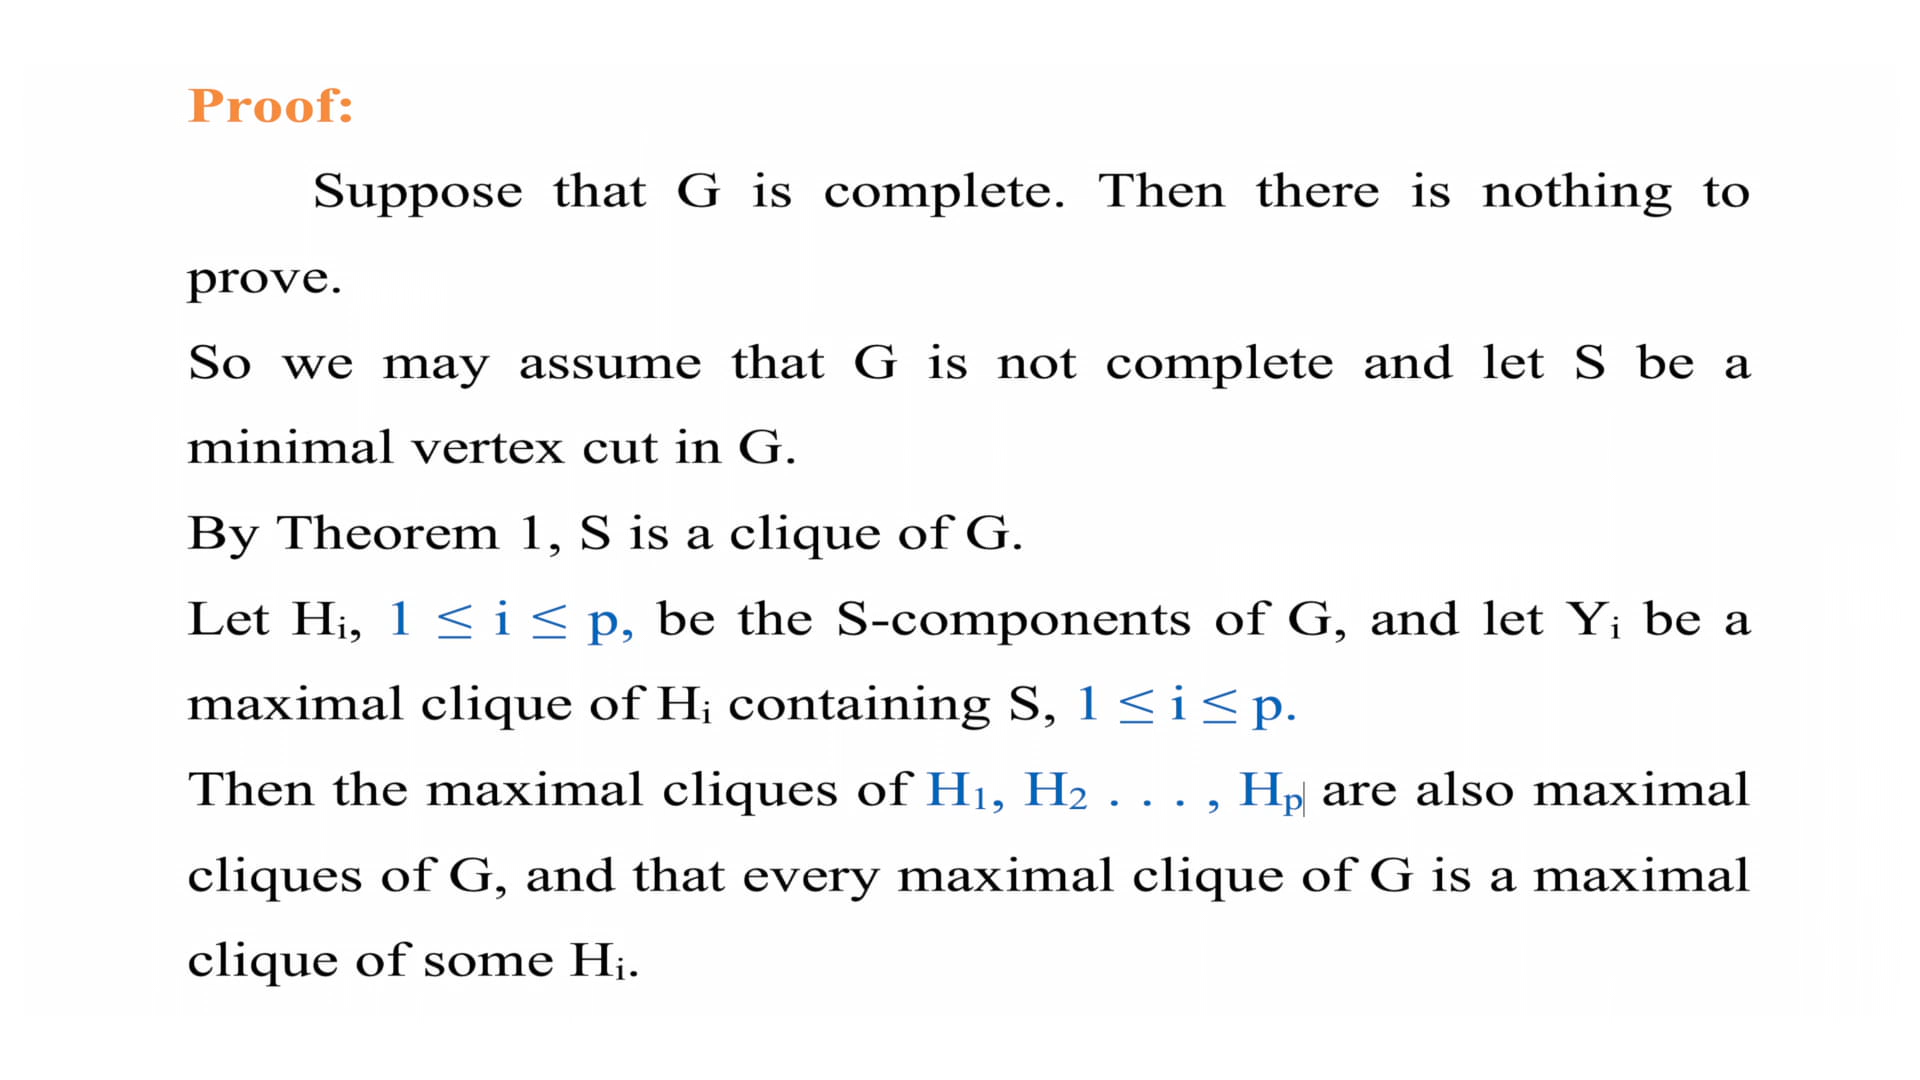 Proof:
Suppose that G is complete. Then there is nothing to
prove.
So we may assume that G is not complete and let S be a
minimal vertex cut in G.
By Theorem 1, S is a clique of G.
Let Hᵢ, 1 ≤ i ≤ p, be the S-components of G, and let Yᵢ be a
maximal clique of Hᵢ containing S, 1 ≤ i ≤ p.
Then the maximal cliques of H₁, H₂ . . . , Hₚ are also maximal
cliques of G, and that every maximal clique of G is a maximal
clique of some Hᵢ.